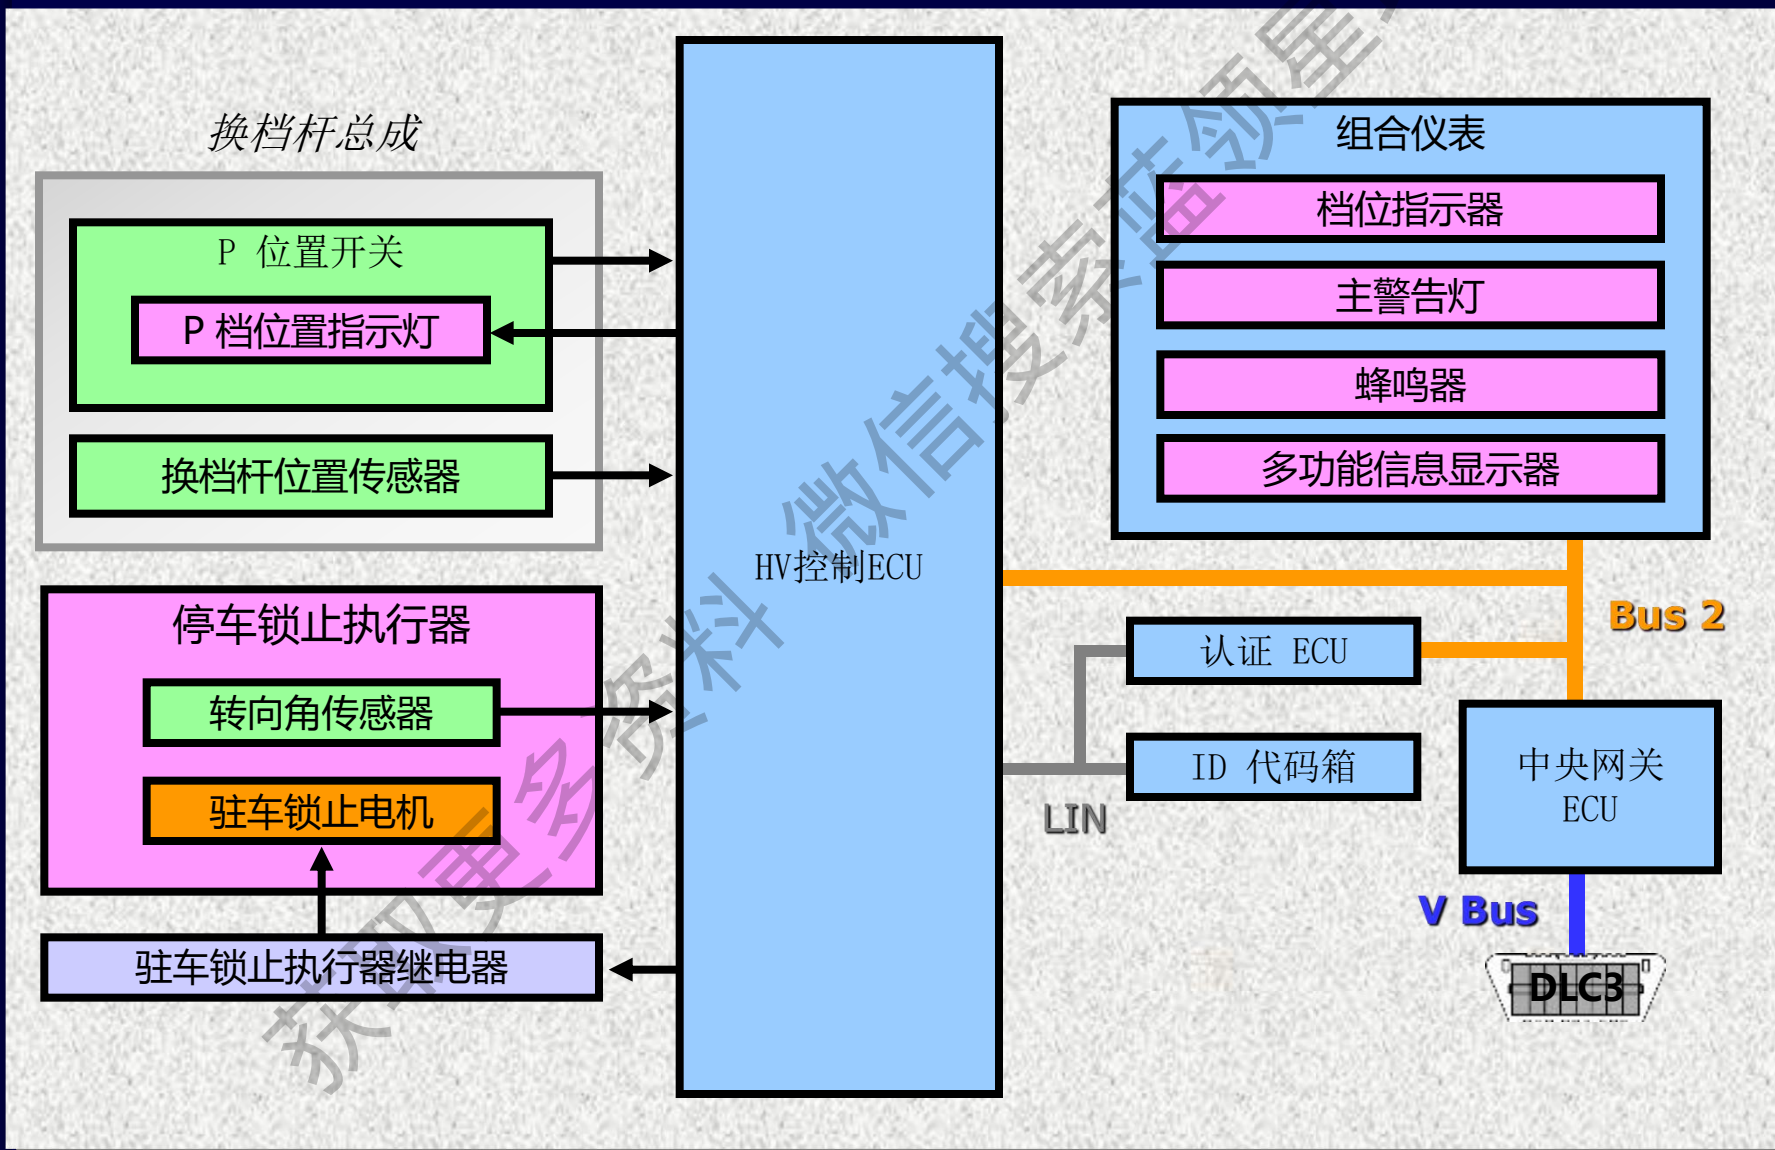 换档杆总成
P 位置开关
P 档位置指示灯
换档杆位置传感器
停车锁止执行器
转向角传感器
驻车锁止电机
驻车锁止执行器继电器
HV控制ECU
组合仪表
档位指示器
主警告灯
蜂鸣器
多功能信息显示器
Bus 2
认证 ECU
ID 代码箱
LIN
中央网关
ECU
V Bus
DLC3
获取更多资料 微信搜索蓝领星